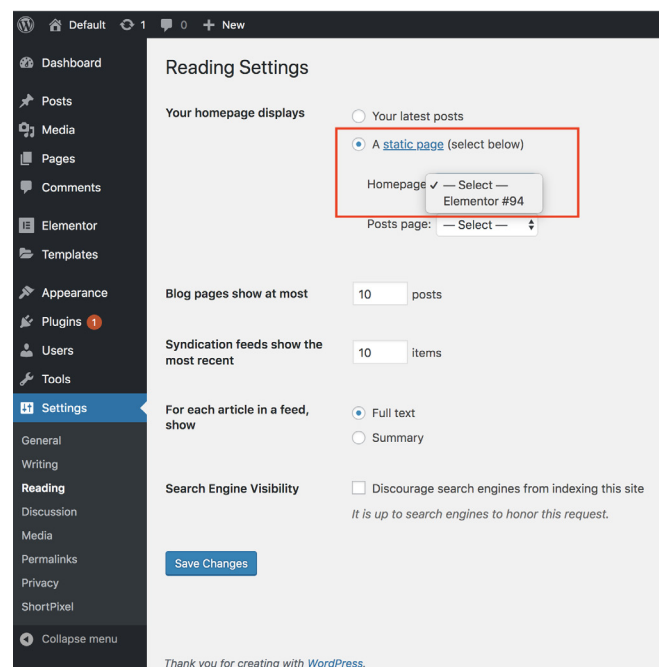 Default 1 0 + New
Dashboard
Posts
Media
Pages
Comments
Elementor
Templates
Appearance
Plugins 1
Users
Tools
Settings
General
Writing
Reading
Discussion
Media
Permalinks
Privacy
ShortPixel
Collapse menu
Reading Settings
Your homepage displays
Your latest posts
A static page (select below)
Homepage ✓ — Select —
Elementor #94
Posts page: — Select —
Blog pages show at most 10 posts
Syndication feeds show the
most recent 10 items
For each article in a feed,
show
Full text
Summary
Search Engine Visibility
Discourage search engines from indexing this site
It is up to search engines to honor this request.
Save Changes
Thank you for creating with WordPress.